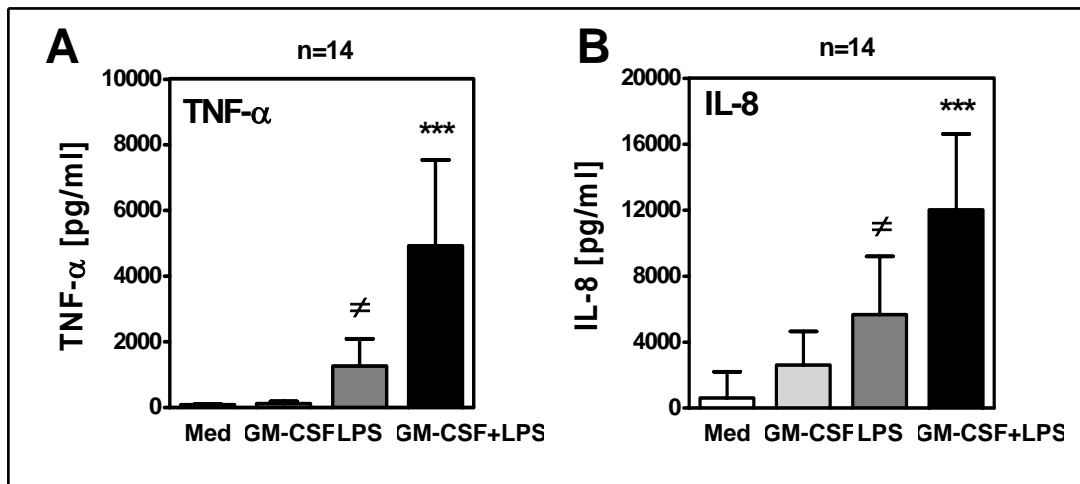 A
n=14
TNF-α
TNF-α [pg/ml]
10000
8000
6000
4000
2000
0
***
≠
Med GM-CSF LPS GM-CSF+LPS
B
n=14
IL-8
IL-8 [pg/ml]
20000
16000
12000
8000
4000
0
***
≠
Med GM-CSF LPS GM-CSF+LPS